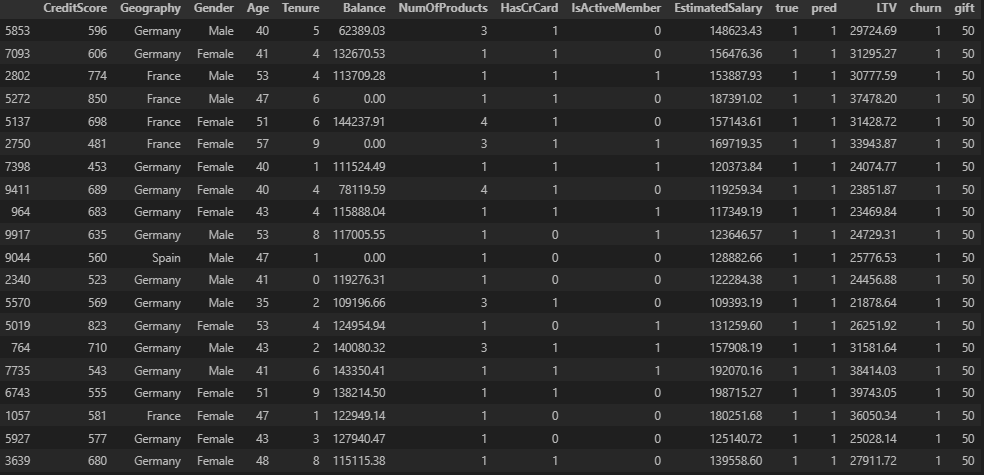 CreditScore Geography Gender Age Tenure Balance NumOfProducts HasCrCard IsActiveMember EstimatedSalary true pred LTV churn gift
5853 596 Germany Male 40 5 62389.03 3 1 0 148623.43 1 1 29724.69 1 50
7093 606 Germany Female 41 4 132670.53 1 1 0 156476.36 1 1 31295.27 1 50
2802 774 France Male 53 4 113709.28 1 1 1 153887.93 1 1 30777.59 1 50
5272 850 France Male 47 6 0.00 1 1 0 187391.02 1 1 37478.20 1 50
5137 698 France Female 51 6 144237.91 4 1 0 157143.61 1 1 31428.72 1 50
2750 481 France Female 57 9 0.00 3 1 1 169719.35 1 1 33943.87 1 50
7398 453 Germany Female 40 1 111524.49 1 1 1 120373.84 1 1 24074.77 1 50
9411 689 Germany Female 40 4 78119.59 4 1 0 119259.34 1 1 23851.87 1 50
964 683 Germany Female 43 4 115888.04 1 1 1 117349.19 1 1 23469.84 1 50
9917 635 Germany Male 53 8 117005.55 1 0 1 123646.57 1 1 24729.31 1 50
9044 560 Spain Male 47 1 0.00 1 0 0 128882.66 1 1 25776.53 1 50
2340 523 Germany Male 41 0 119276.31 1 0 0 122284.38 1 1 24456.88 1 50
5570 569 Germany Male 35 2 109196.66 3 1 0 109393.19 1 1 21878.64 1 50
5019 823 Germany Female 53 4 124954.94 1 0 1 131259.60 1 1 26251.92 1 50
764 710 Germany Male 43 2 140080.32 3 1 1 157908.19 1 1 31581.64 1 50
7735 543 Germany Male 41 6 143350.41 1 1 0 192070.16 1 1 38414.03 1 50
6743 555 Germany Female 51 9 138214.50 1 1 0 198715.27 1 1 39743.05 1 50
1057 581 France Female 47 1 122949.14 1 0 0 180251.68 1 1 36050.34 1 50
5927 577 Germany Female 43 3 127940.47 1 0 0 125140.72 1 1 25028.14 1 50
3639 680 Germany Female 48 8 115115.38 1 1 0 139558.60 1 1 27911.72 1 50